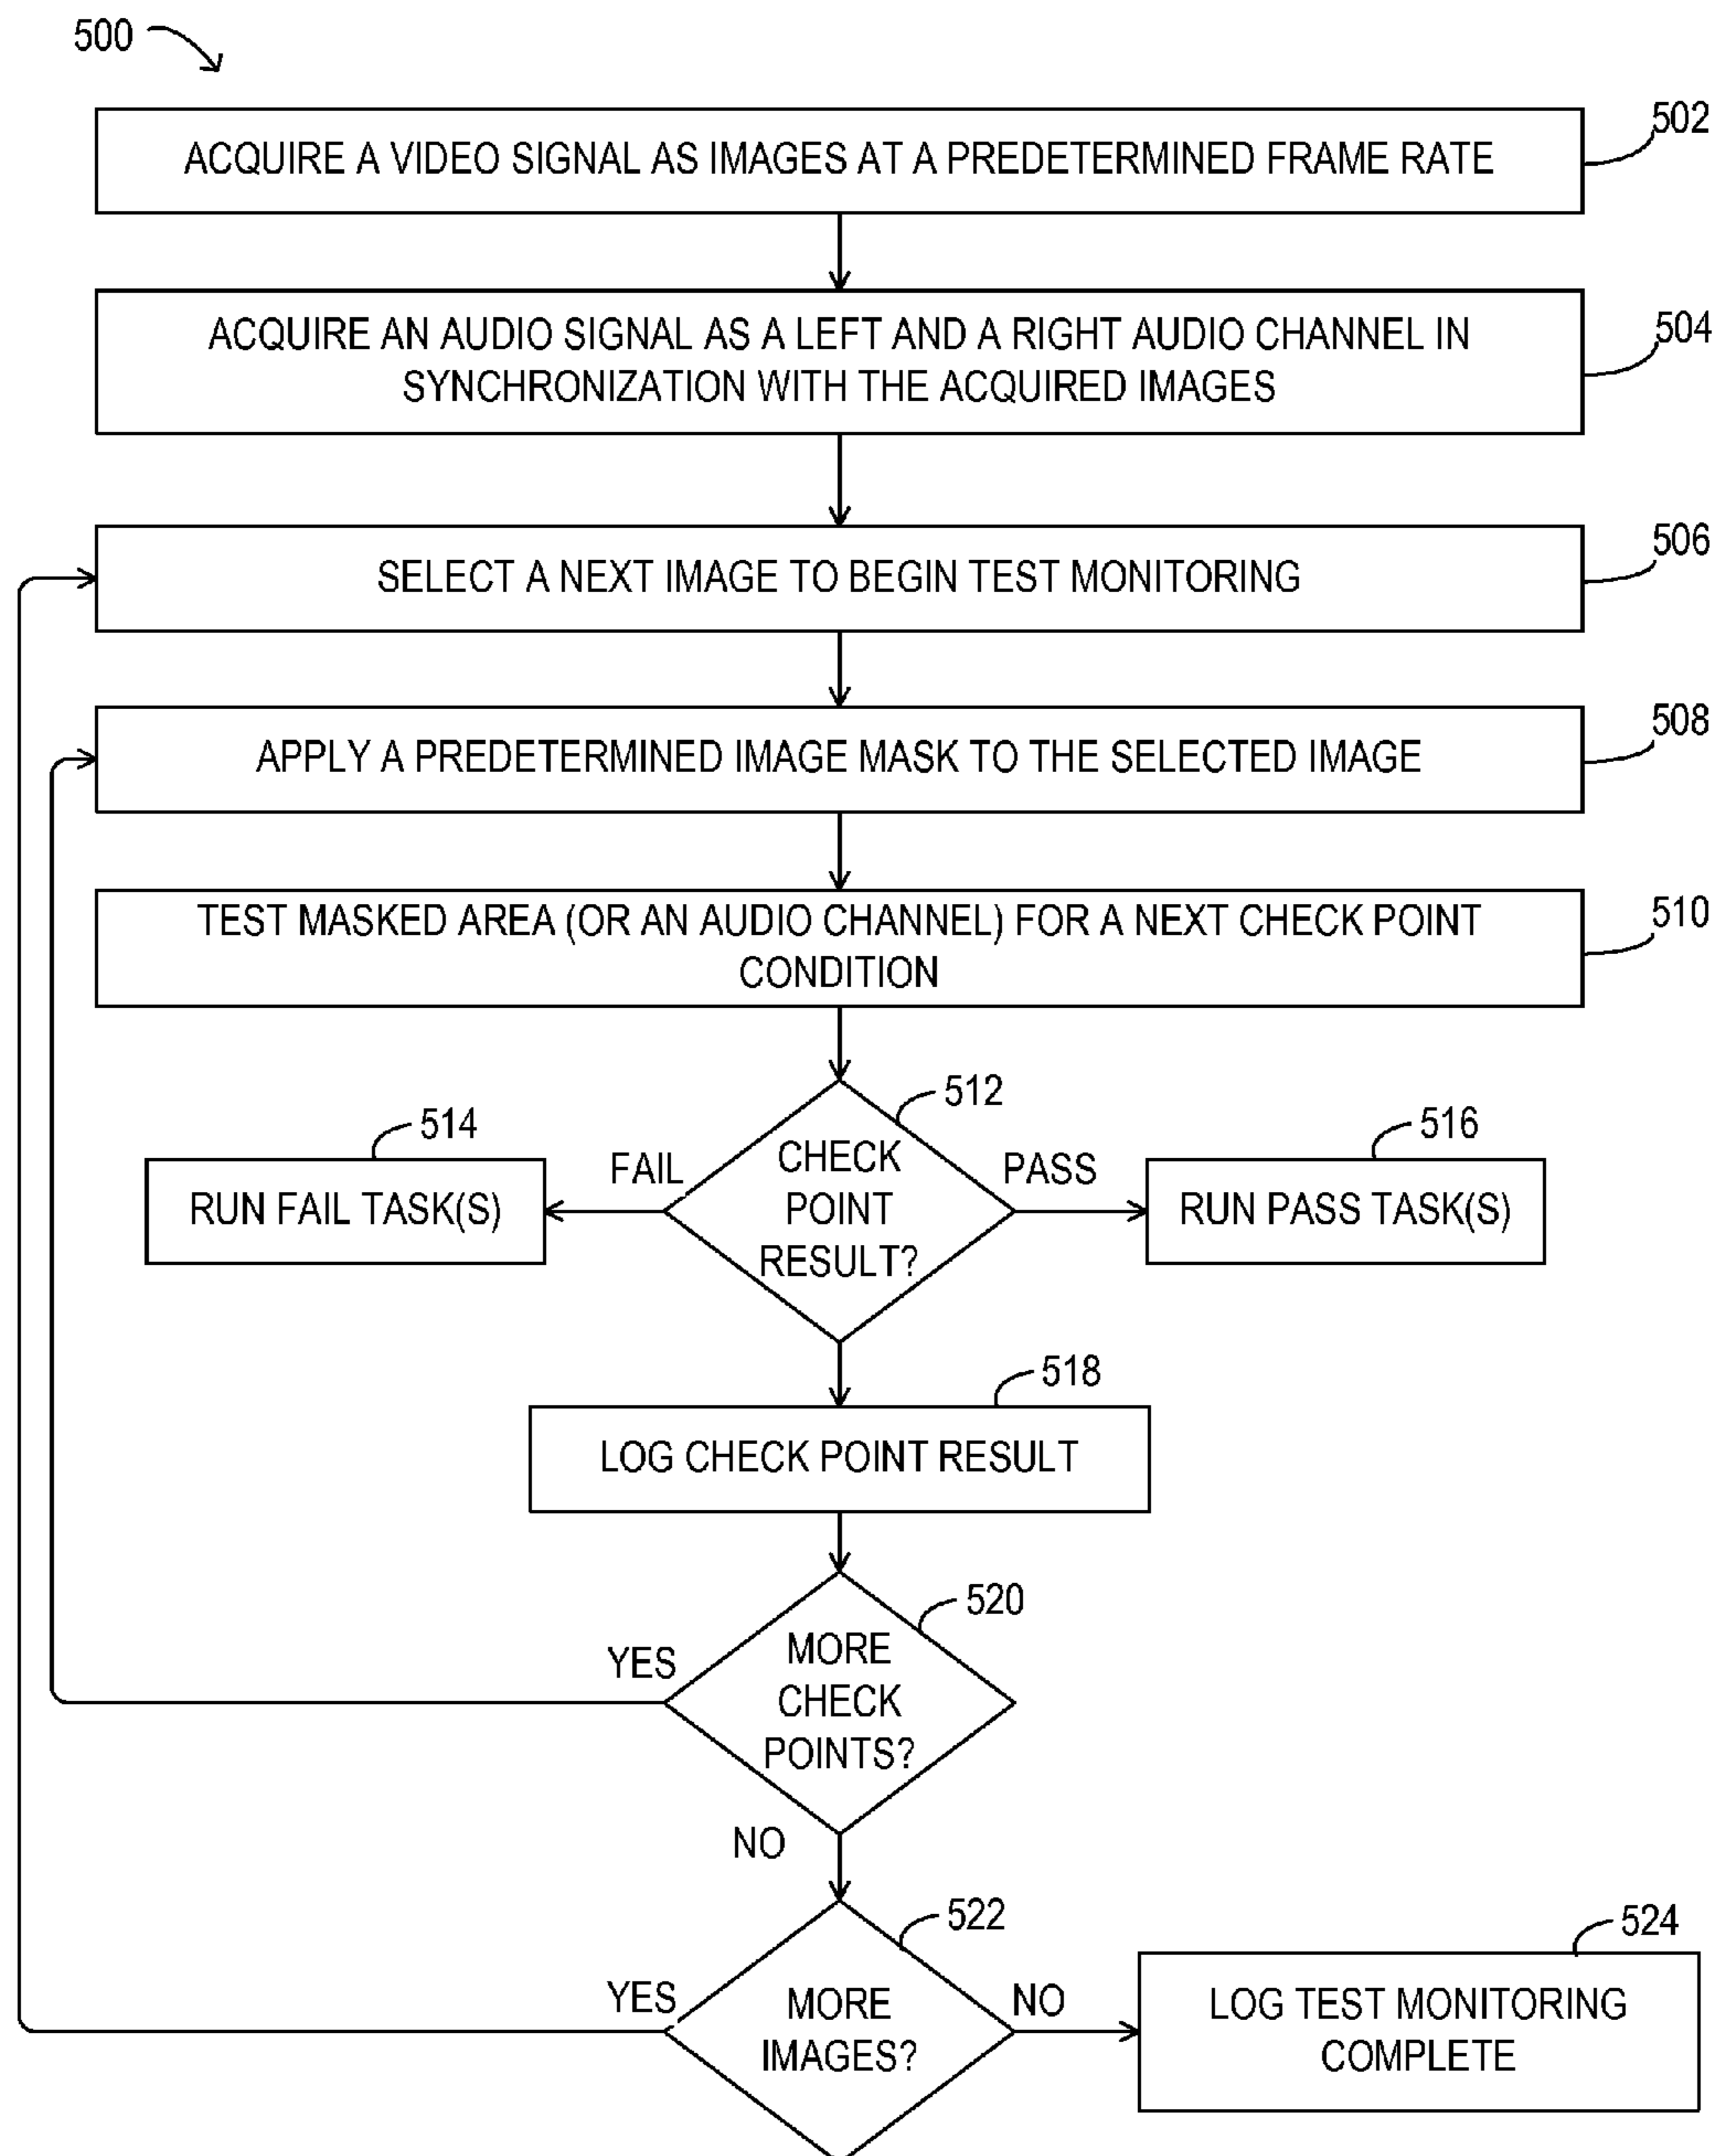 500
502
ACQUIRE A VIDEO SIGNAL AS IMAGES AT A PREDETERMINED FRAME RATE
504
ACQUIRE AN AUDIO SIGNAL AS A LEFT AND A RIGHT AUDIO CHANNEL IN
SYNCHRONIZATION WITH THE ACQUIRED IMAGES
506
SELECT A NEXT IMAGE TO BEGIN TEST MONITORING
508
APPLY A PREDETERMINED IMAGE MASK TO THE SELECTED IMAGE
510
TEST MASKED AREA (OR AN AUDIO CHANNEL) FOR A NEXT CHECK POINT
CONDITION
512
CHECK
POINT
RESULT?
FAIL
514
RUN FAIL TASK(S)
PASS
516
RUN PASS TASK(S)
518
LOG CHECK POINT RESULT
520
MORE
CHECK
POINTS?
YES
NO
522
MORE
IMAGES?
YES
NO
524
LOG TEST MONITORING
COMPLETE